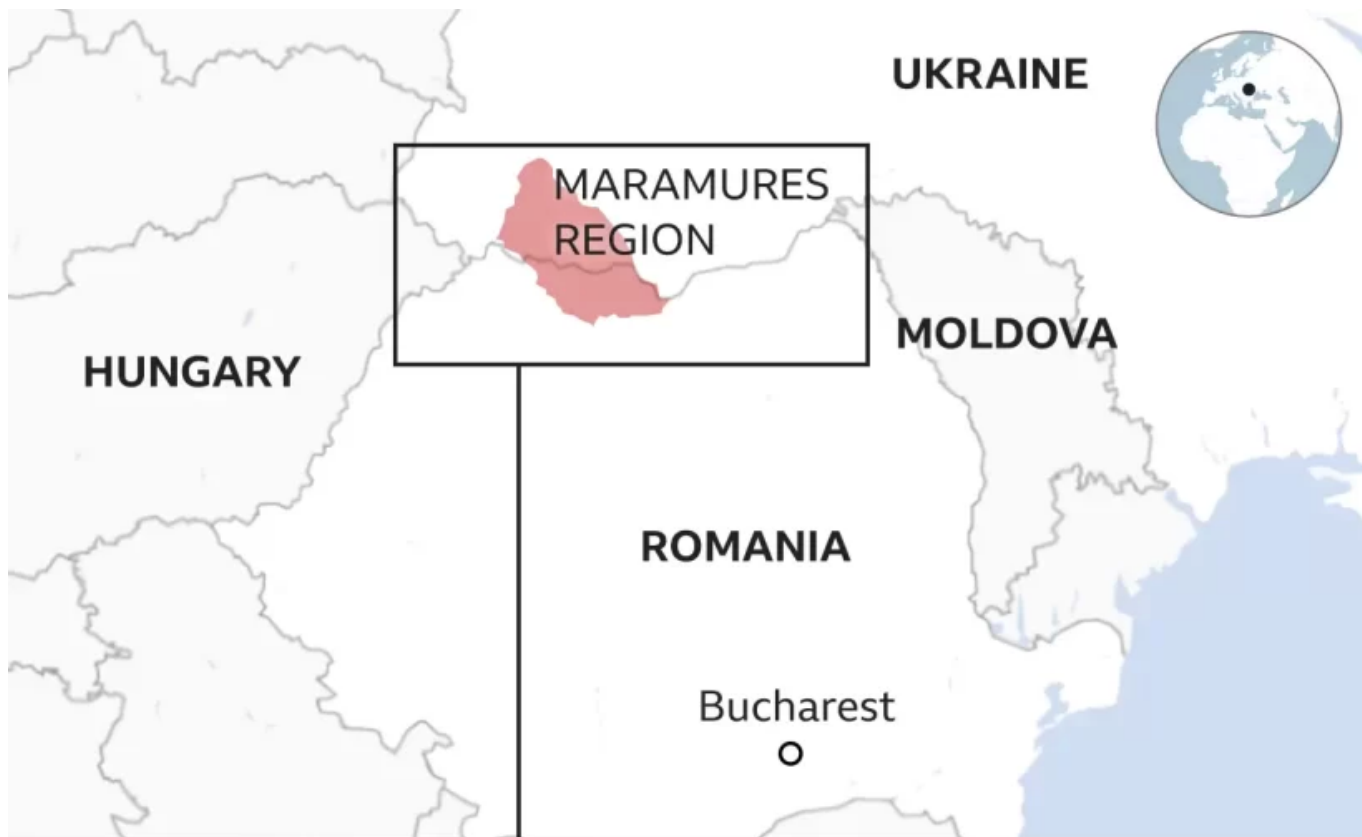 UKRAINE
MARAMURES
REGION
MOLDOVA
HUNGARY
ROMANIA
Bucharest